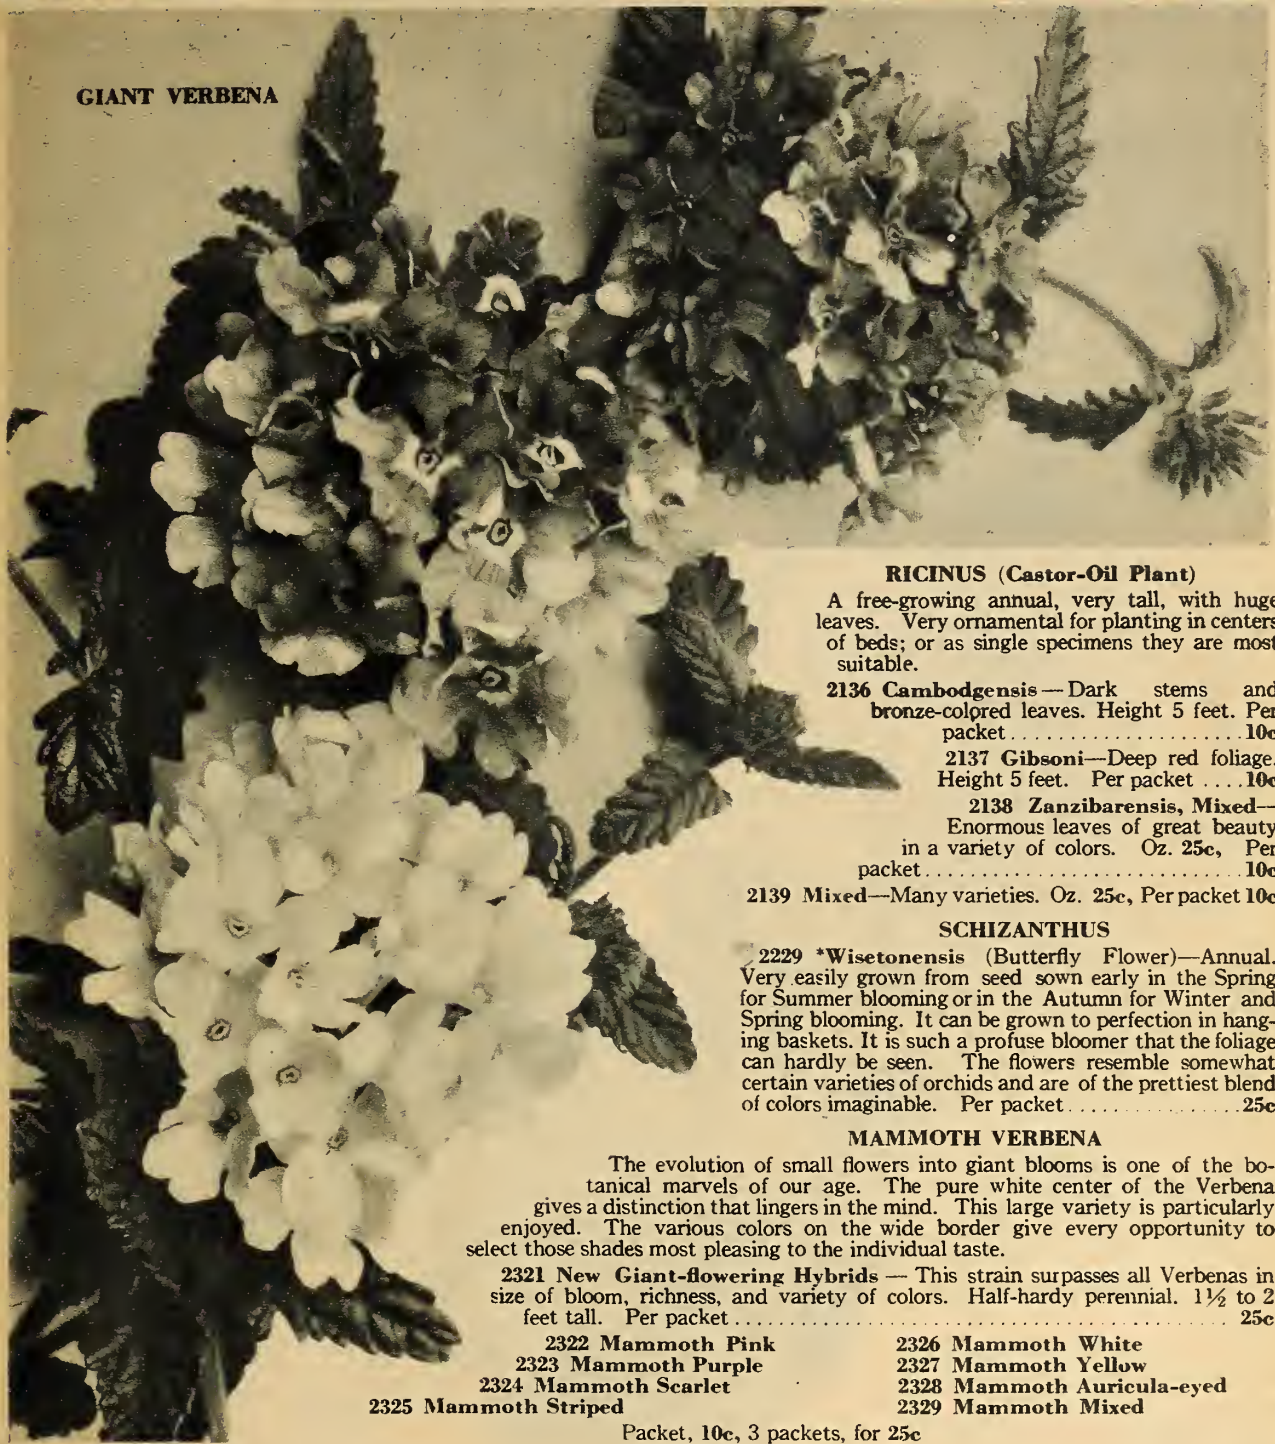 GIANT VERBENA
RICINUS (Castor-Oil Plant)
A free-growing annual, very tall, with huge
leaves. Very ornamental for planting in centers
of beds; or as single specimens they are most
suitable.
2136 Cambodgensis — Dark stems and
bronze-colored leaves. Height 5 feet. Per
packet.....................10c
2137 Gibsoni—Deep red foliage.
Height 5 feet. Per packet ....10c
2138 Zanzibarensis, Mixed—
Enormous leaves of great beauty
in a variety of colors. Oz. 25c, Per
packet............................10c
2139 Mixed—Many varieties. Oz. 25c, Per packet 10c
SCHIZANTHUS
2229 *Wisetonensis (Butterfly Flower)—Annual.
Very easily grown from seed sown early in the Spring
for Summer blooming or in the Autumn for Winter and
Spring blooming. It can be grown to perfection in hang-
ing baskets. It is such a profuse bloomer that the foliage
can hardly be seen. The flowers resemble somewhat
certain varieties of orchids and are of the prettiest blend
of colors imaginable. Per packet................25c
MAMMOTH VERBENA
The evolution of small flowers into giant blooms is one of the bo-
tanical marvels of our age. The pure white center of the Verbena
gives a distinction that lingers in the mind. This large variety is particularly
enjoyed. The various colors on the wide border give every opportunity to
select those shades most pleasing to the individual taste.
2321 New Giant-flowering Hybrids — This strain surpasses all Verbenas in
size of bloom, richness, and variety of colors. Half-hardy perennial. 1½ to 2
feet tall. Per packet.............................................. 25c
2322 Mammoth Pink
2323 Mammoth Purple
2324 Mammoth Scarlet
2325 Mammoth Striped
2326 Mammoth White
2327 Mammoth Yellow
2328 Mammoth Auricula-eyed
2329 Mammoth Mixed
Packet, 10c, 3 packets, for 25c